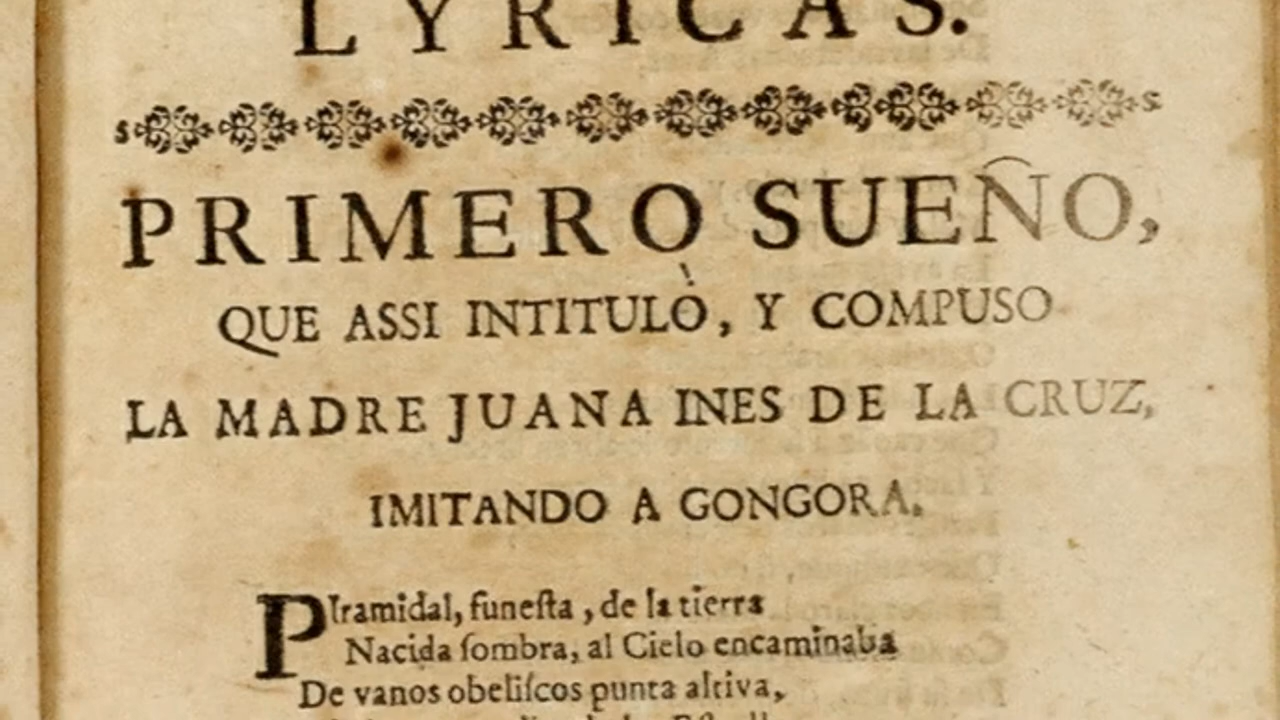 LYRICAS.
PRIMERO SUEÑO,
QUE ASSI INTITULÒ, Y COMPUSO
LA MADRE JUANA INES DE LA CRUZ,
IMITANDO A GONGORA.
PIramidal, funeſta, de la tierra
Nacida ſombra, al Cielo encaminaba
De vanos obeliſcos punta altiva,